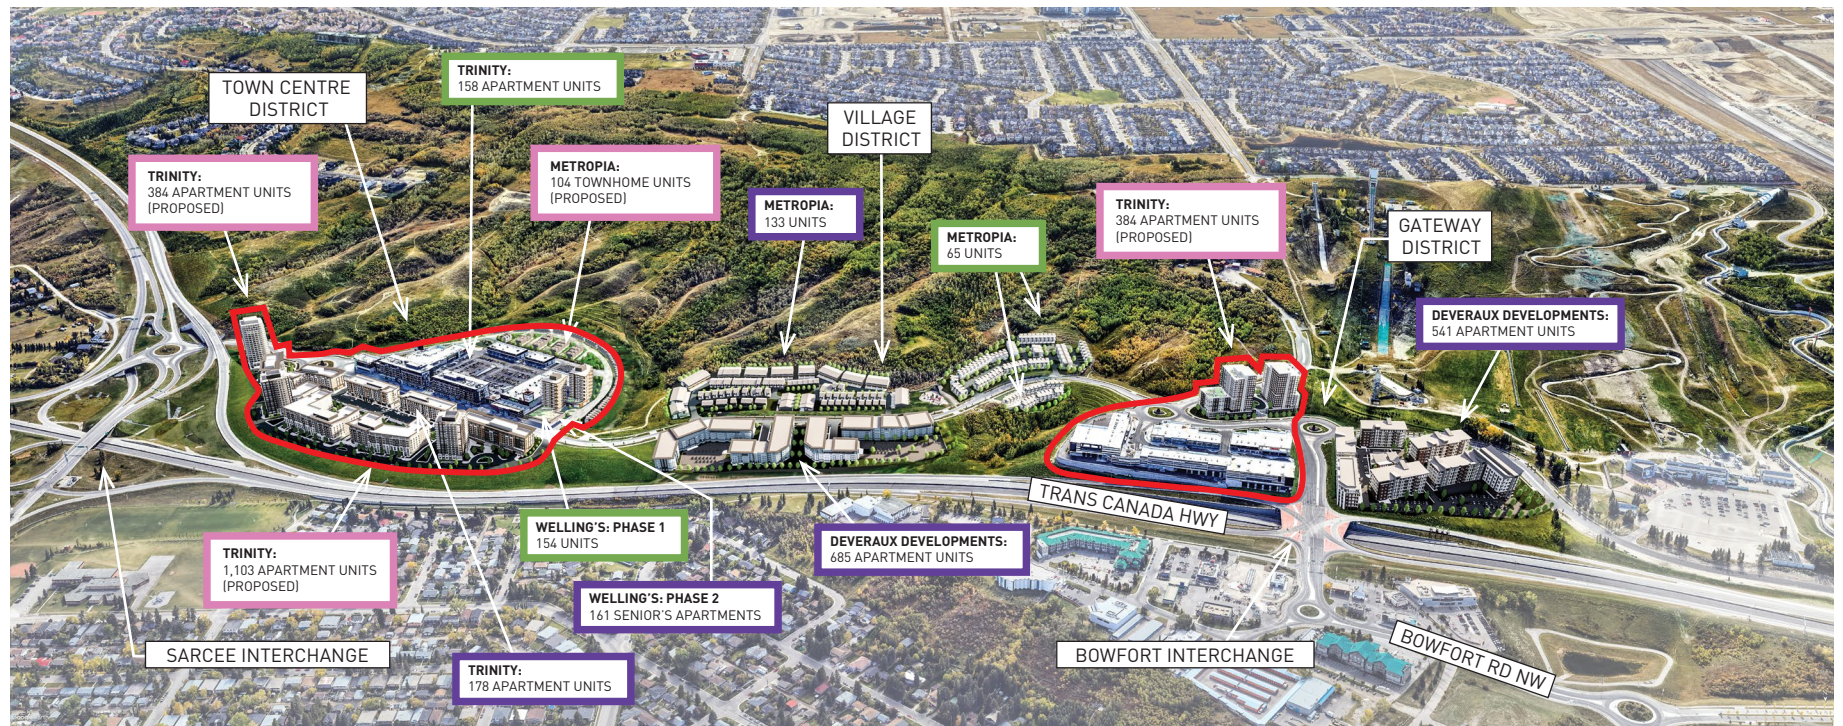 TOWN CENTRE
DISTRICT
TRINITY:
158 APARTMENT UNITS
VILLAGE
DISTRICT
TRINITY:
384 APARTMENT UNITS
(PROPOSED)
METROPIA:
104 TOWNHOME UNITS
(PROPOSED)
METROPIA:
133 UNITS
METROPIA:
65 UNITS
TRINITY:
384 APARTMENT UNITS
(PROPOSED)
GATEWAY
DISTRICT
DEVERAUX DEVELOPMENTS:
541 APARTMENT UNITS
TRANS CANADA HWY
WELLING'S: PHASE 1
154 UNITS
DEVERAUX DEVELOPMENTS:
685 APARTMENT UNITS
TRINITY:
1,103 APARTMENT UNITS
(PROPOSED)
WELLING'S: PHASE 2
161 SENIOR'S APARTMENTS
SARCEE INTERCHANGE
TRINITY:
178 APARTMENT UNITS
BOWFORT INTERCHANGE
BOWFORT RD NW